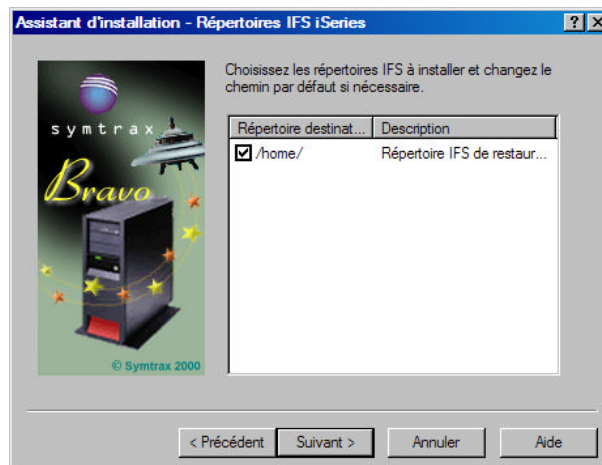 Assistant d'installation - Répertoires IFS iSeries
symtrax
Bravo
© Symtrax 2000
Choisissez les répertoires IFS à installer et changez le
chemin par défaut si nécessaire.
Répertoire destinat... Description
/home/ Répertoire IFS de restaur...
< Précédent Suivant > Annuler Aide